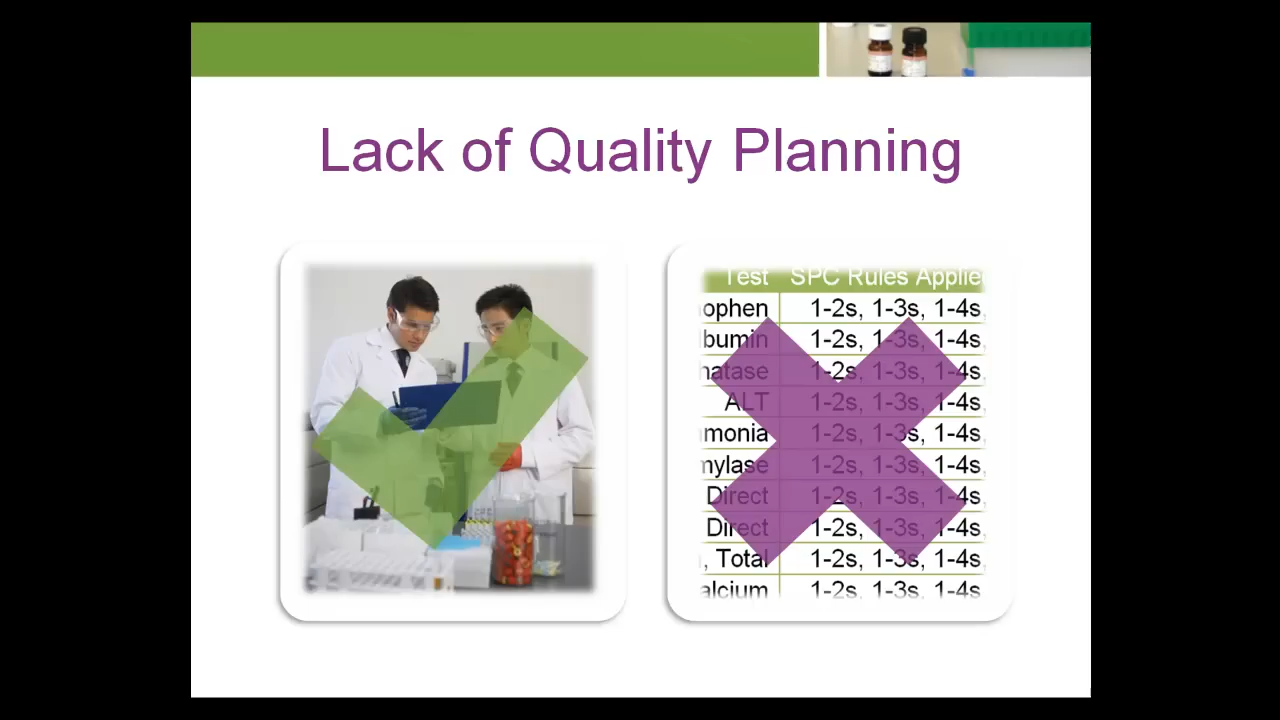 Lack of Quality Planning
Test SPC Rules Applied
ophen 1-2s, 1-3s, 1-4s,
lbumin 1-2s, 1-3s, 1-4s,
hatase 1-2s, 1-3s, 1-4s,
ALT 1-2s, 1-3s, 1-4s,
monia 1-2s, 1-3s, 1-4s,
mylase 1-2s, 1-3s, 1-4s,
Direct 1-2s, 1-3s, 1-4s,
Direct 1-2s, 1-3s, 1-4s,
, Total 1-2s, 1-3s, 1-4s,
alcium 1-2s, 1-3s, 1-4s